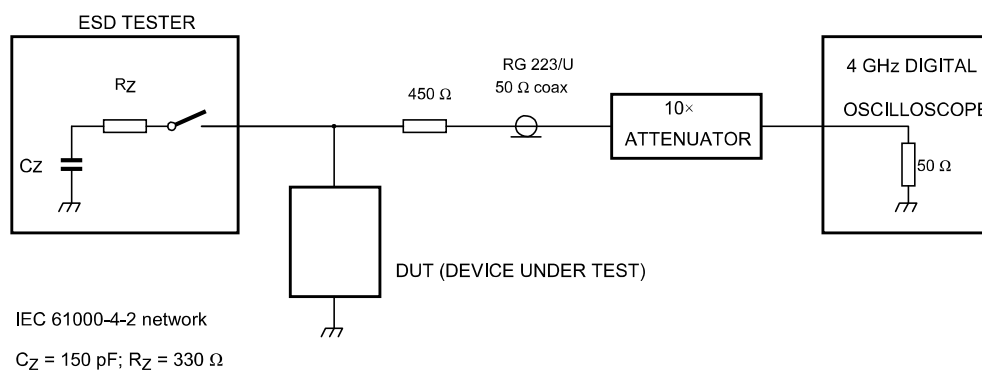 ESD TESTER
RZ
CZ
450 Ω
RG 223/U
50 Ω coax
10×
ATTENUATOR
4 GHz DIGITAL
OSCILLOSCOPE
50 Ω
DUT (DEVICE UNDER TEST)
IEC 61000-4-2 network
CZ = 150 pF; RZ = 330 Ω